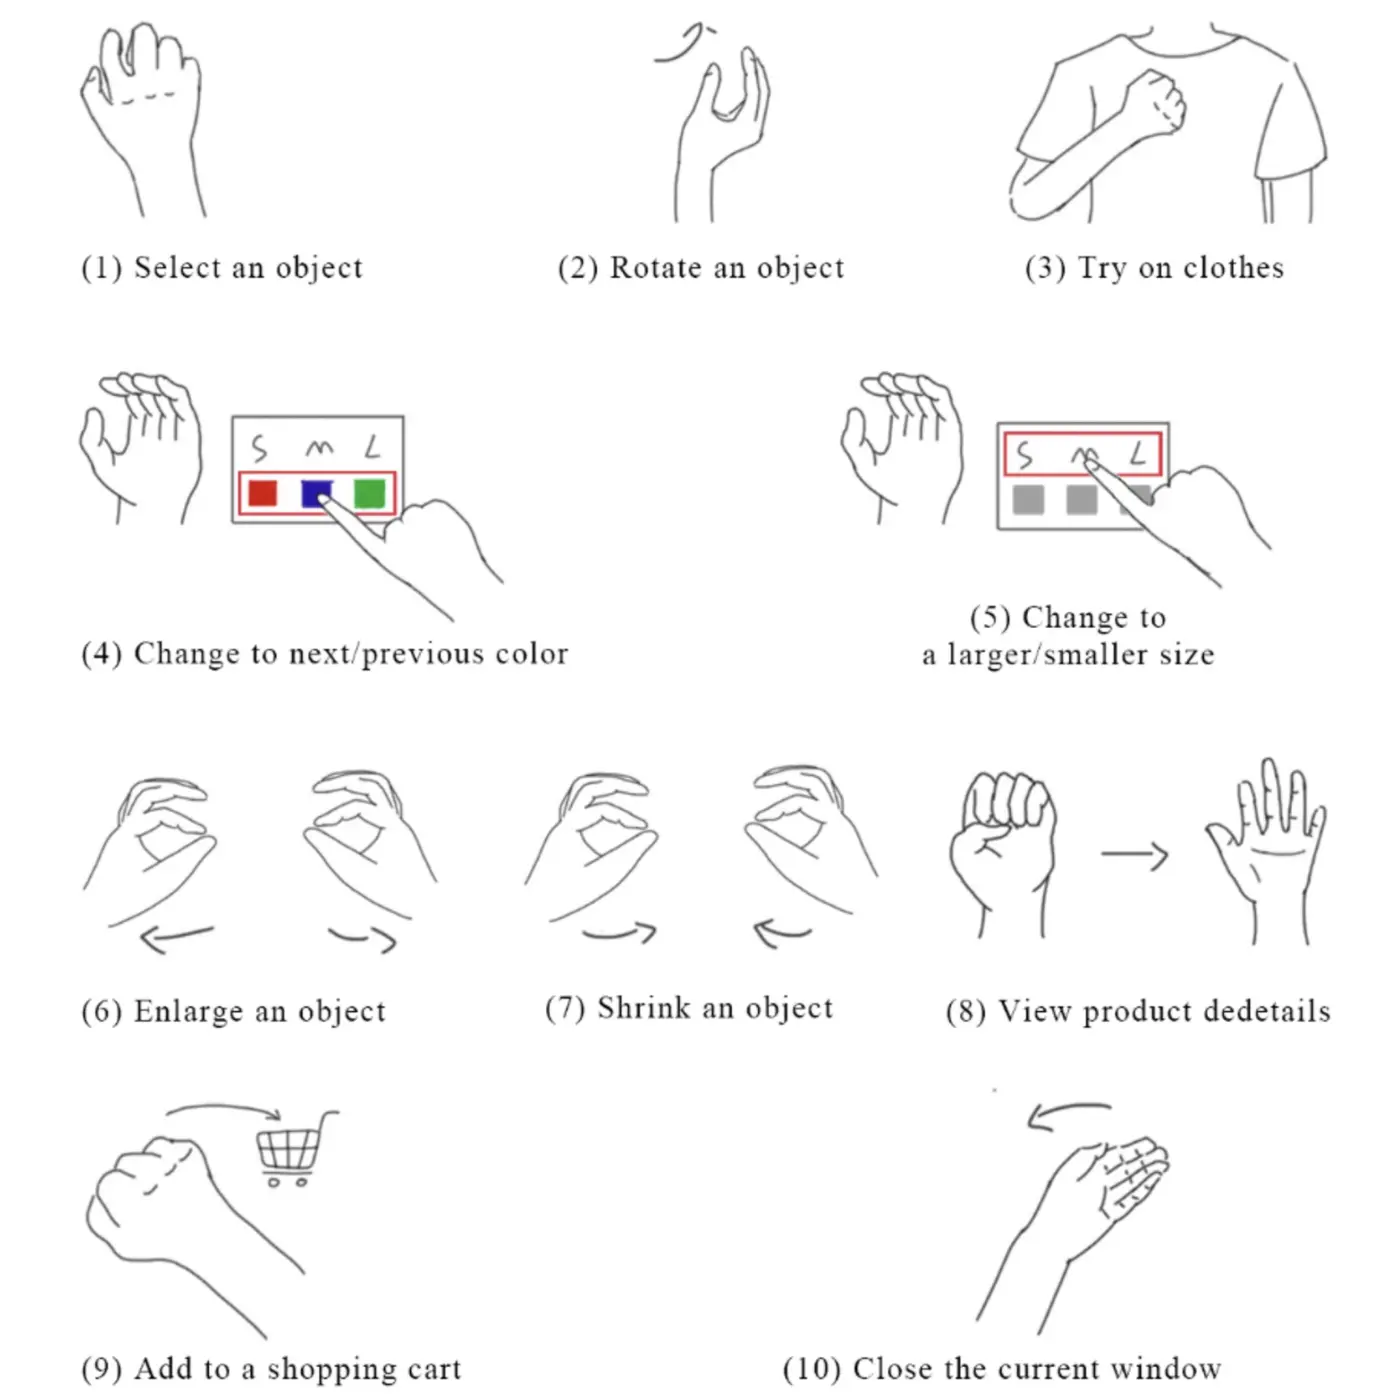 (1) Select an object
(2) Rotate an object
(3) Try on clothes
S M L
S M L
(4) Change to next/previous color
(5) Change to
a larger/smaller size
(6) Enlarge an object
(7) Shrink an object
(8) View product dedetails
(9) Add to a shopping cart
(10) Close the current window